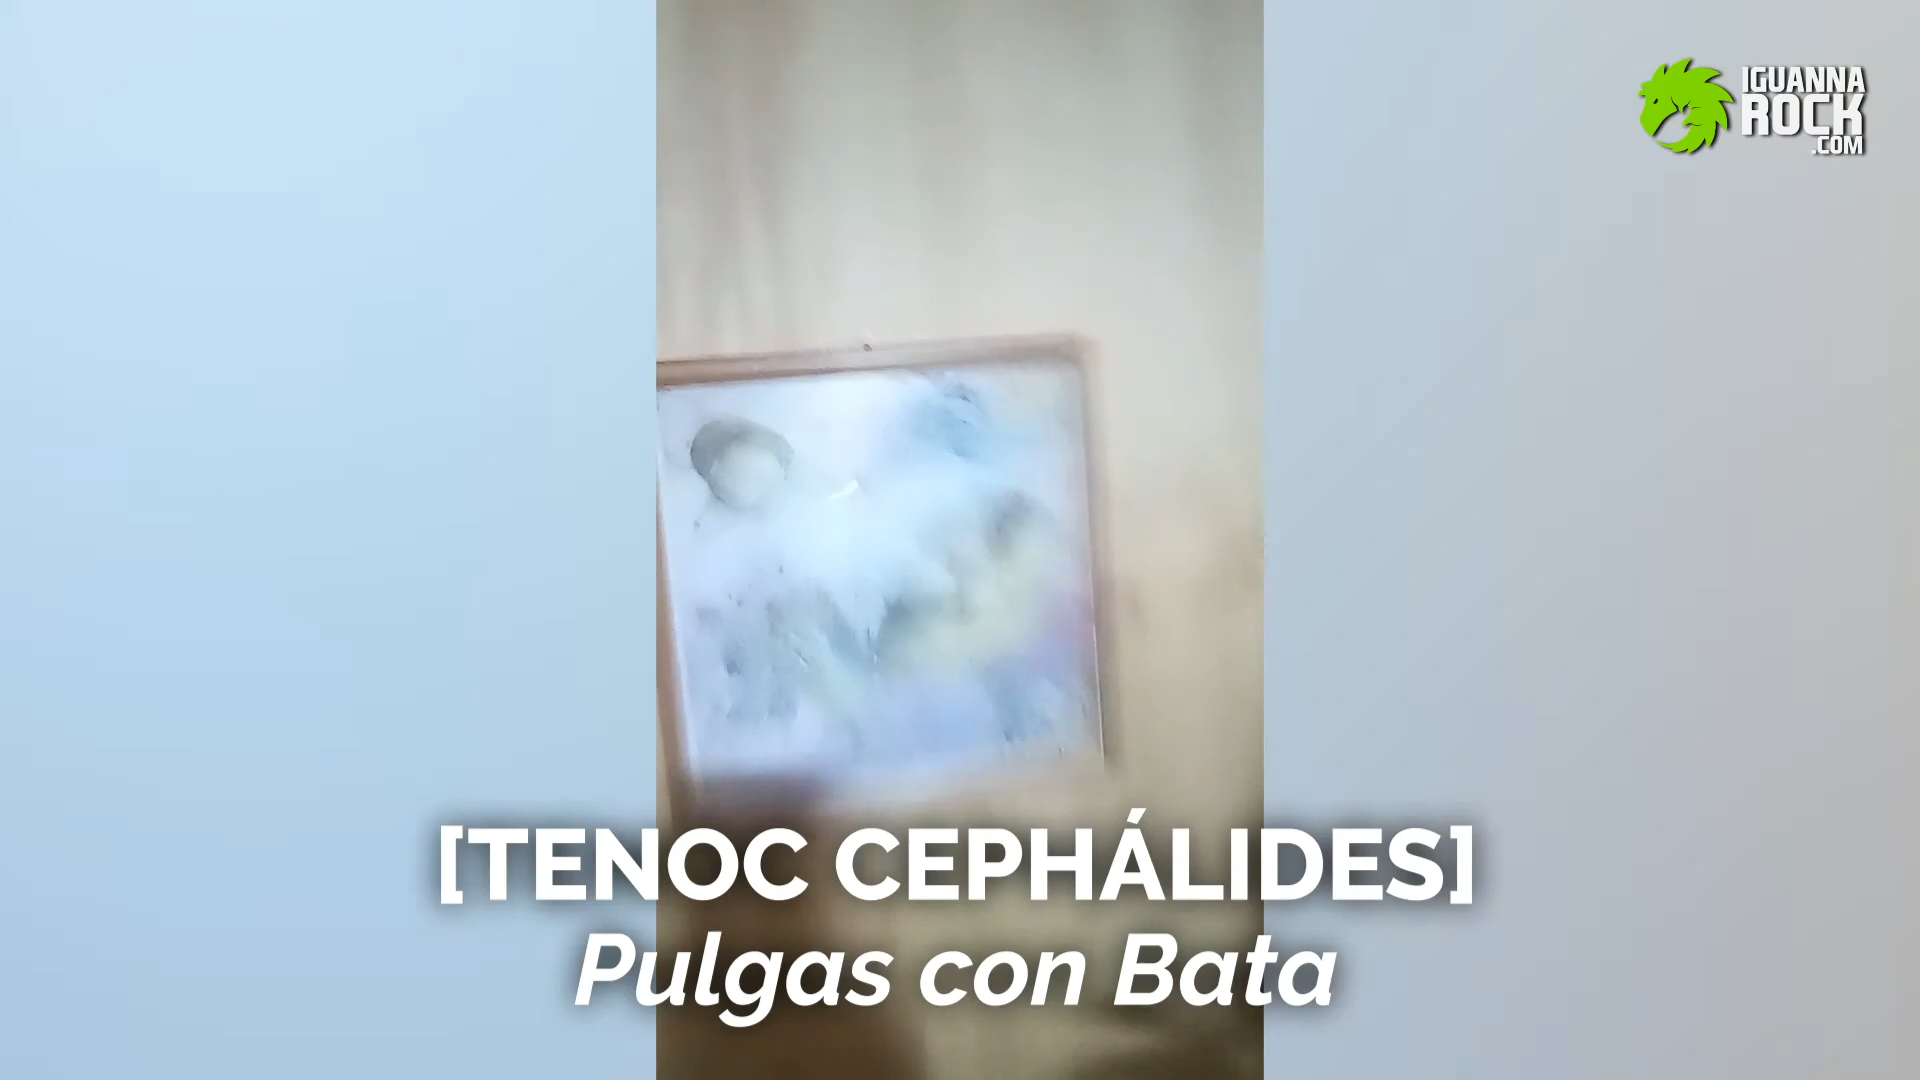 IGUANNA
ROCK
.COM
[TENOC CEPHÁLIDES]
Pulgas con Bata